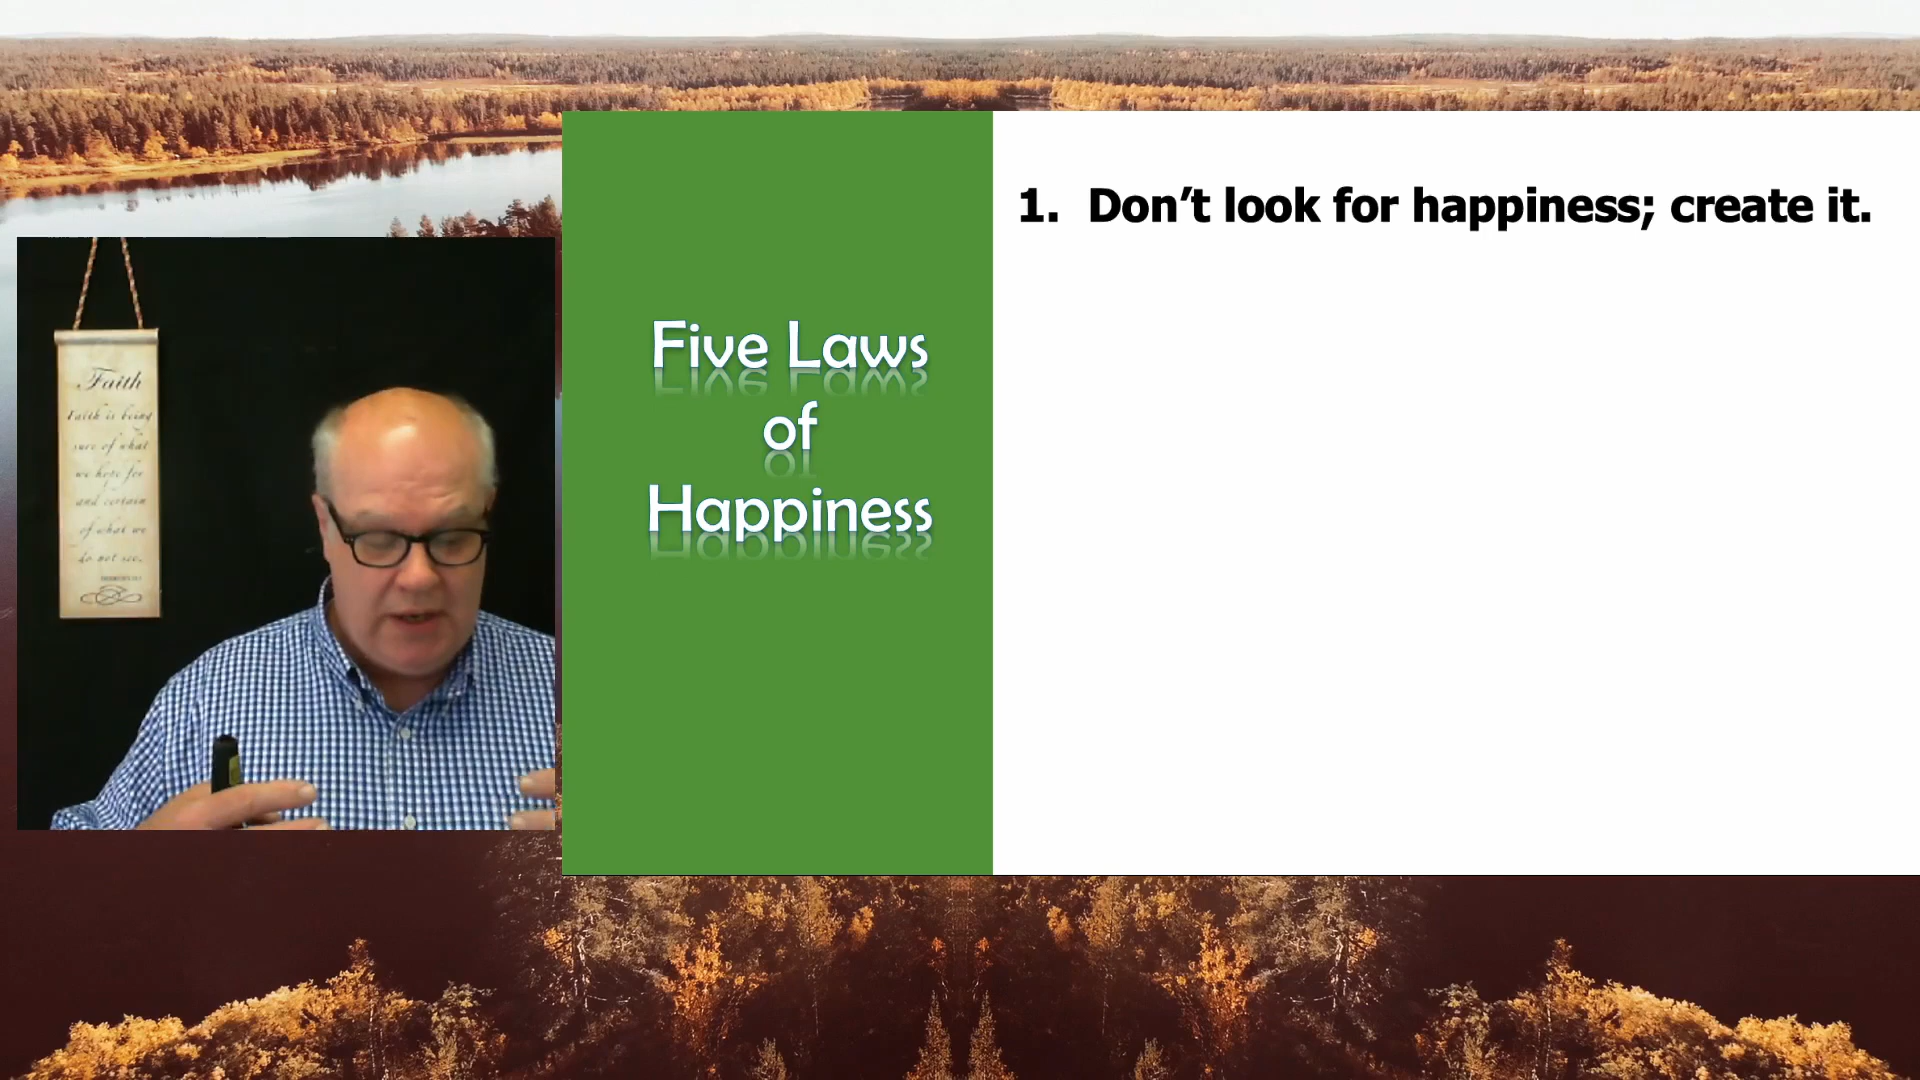 Faith
Faith is being
sure of what
we hope for
and certain
of what we
do not see.
Five Laws
of
Happiness
1. Don’t look for happiness; create it.